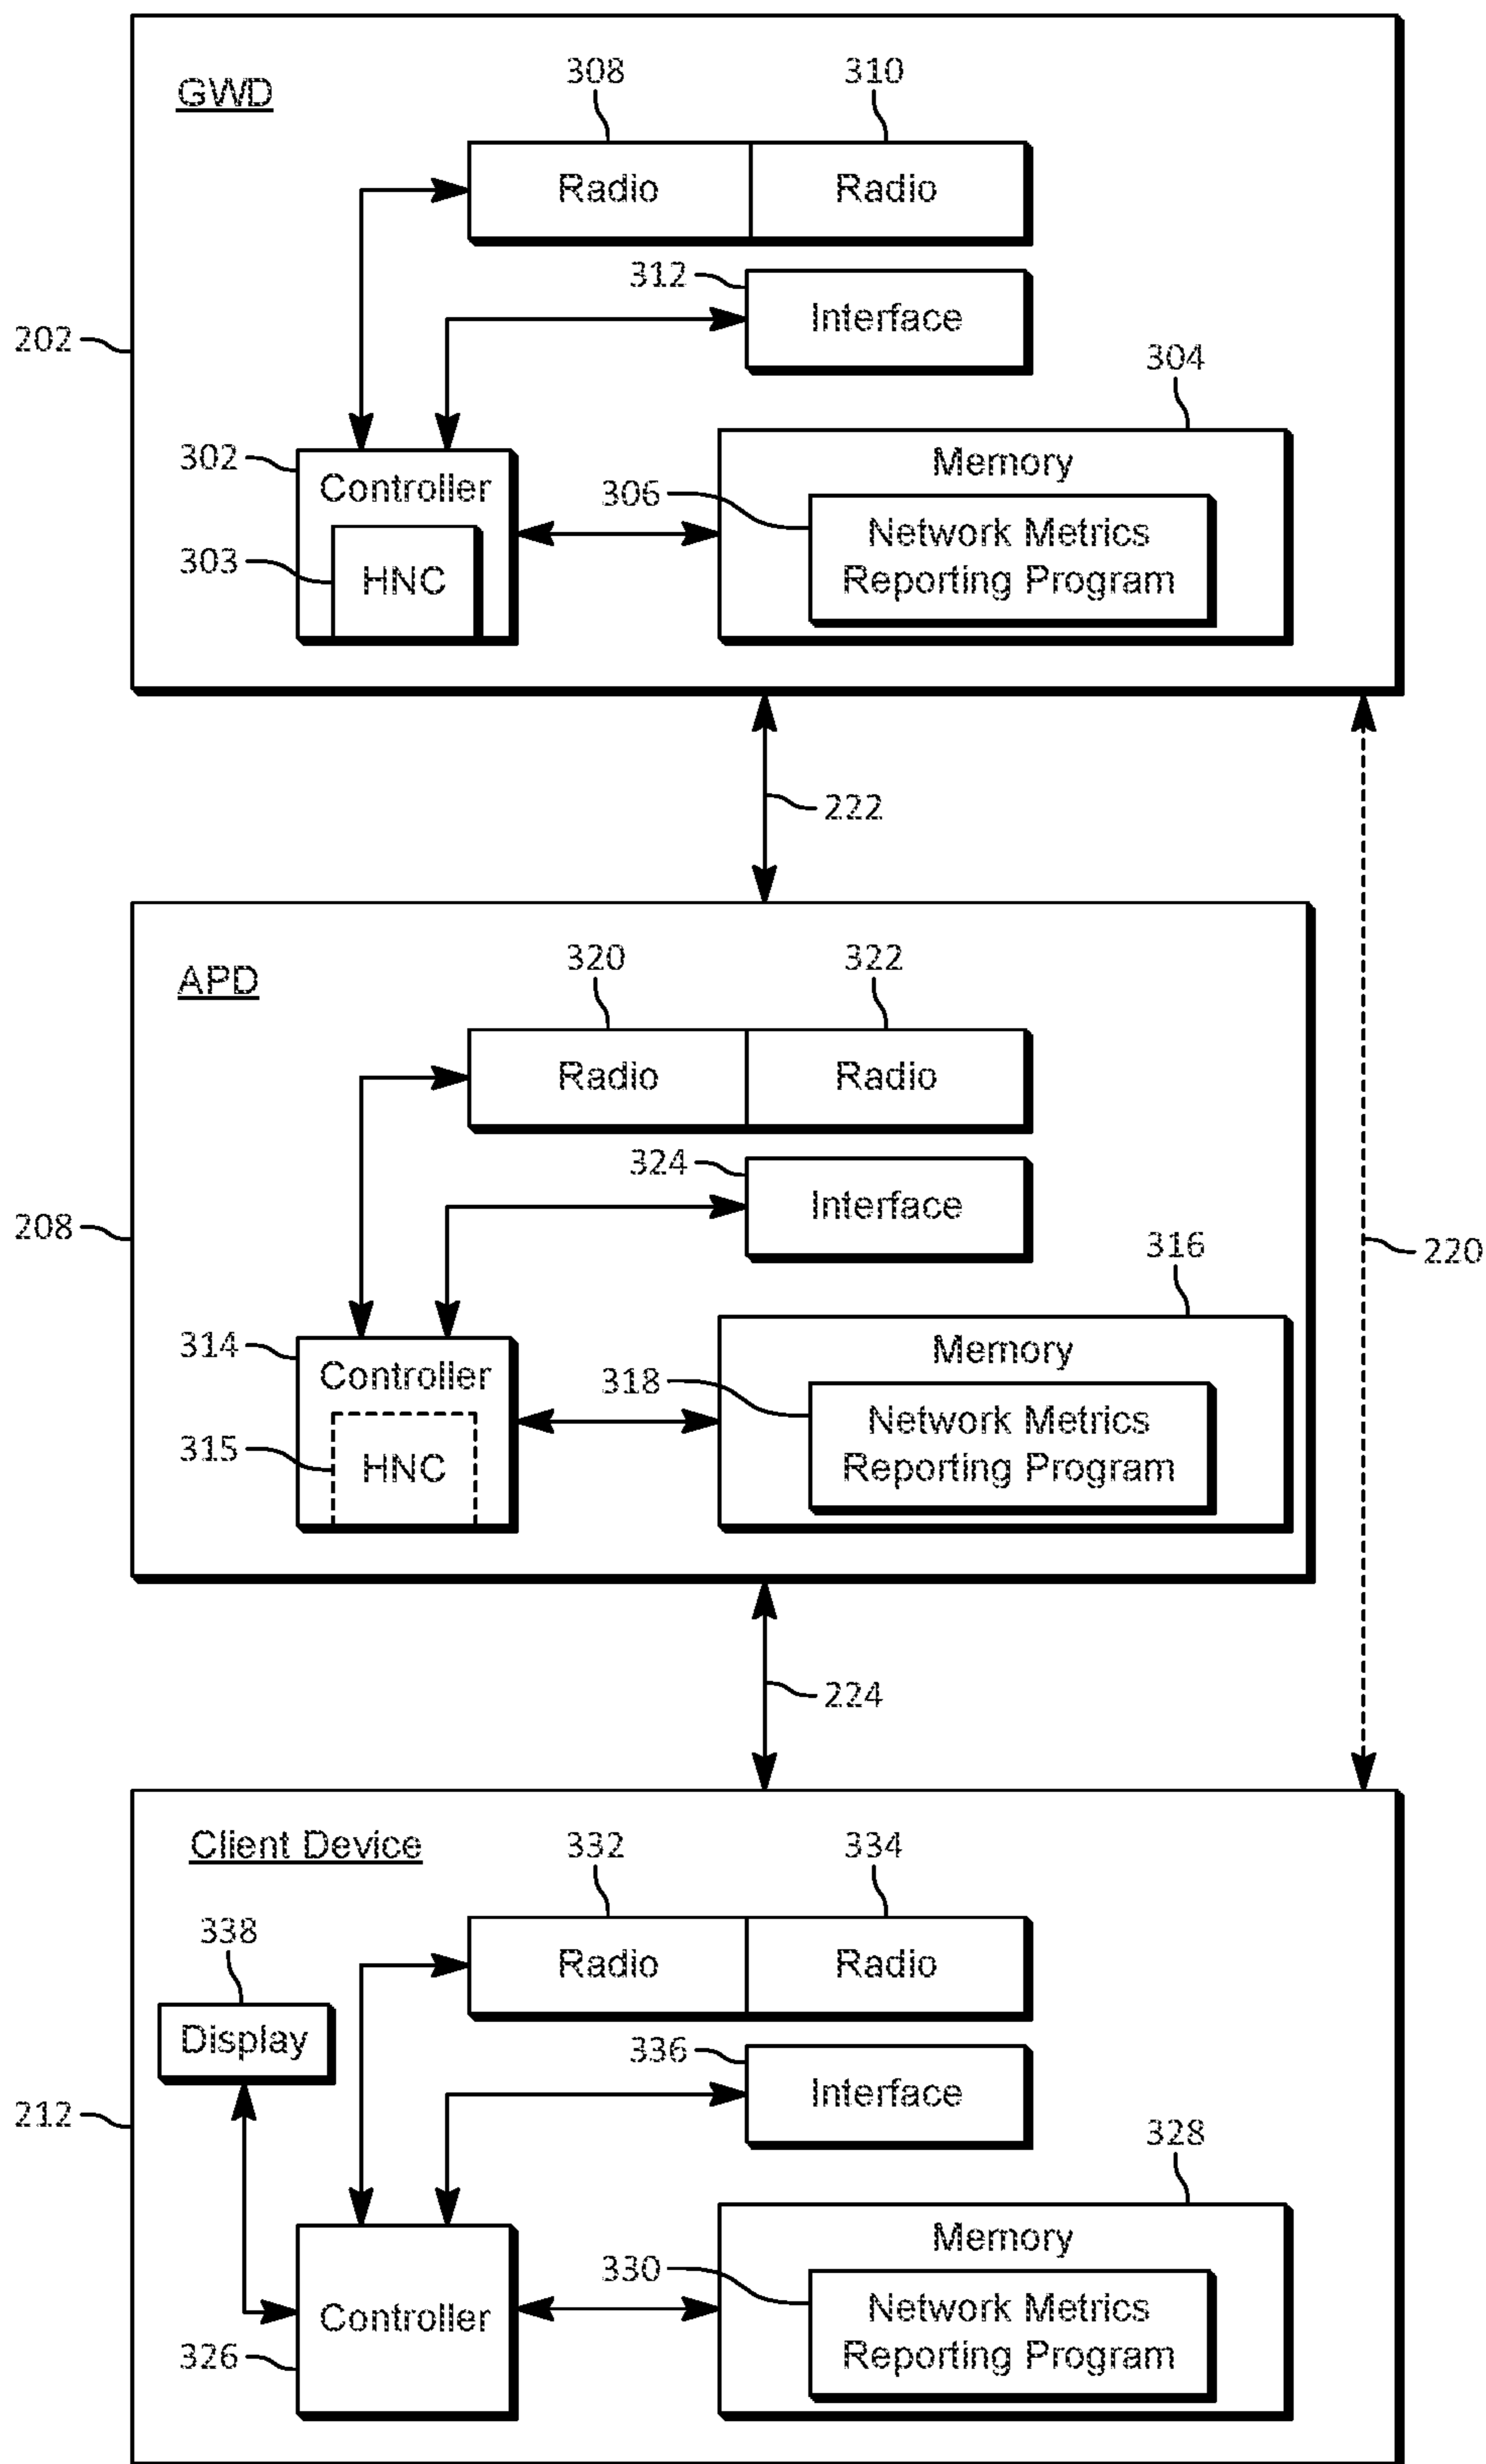 GWD
308
310
Radio
Radio
312
Interface
202
304
302
Controller
Memory
306
Network Metrics
Reporting Program
303
HNC
222
APD
320
322
Radio
Radio
324
Interface
208
316
220
314
Controller
Memory
318
Network Metrics
Reporting Program
315
HNC
224
Client Device
332
334
338
Radio
Radio
Display
336
Interface
212
328
Memory
330
Network Metrics
Reporting Program
Controller
326